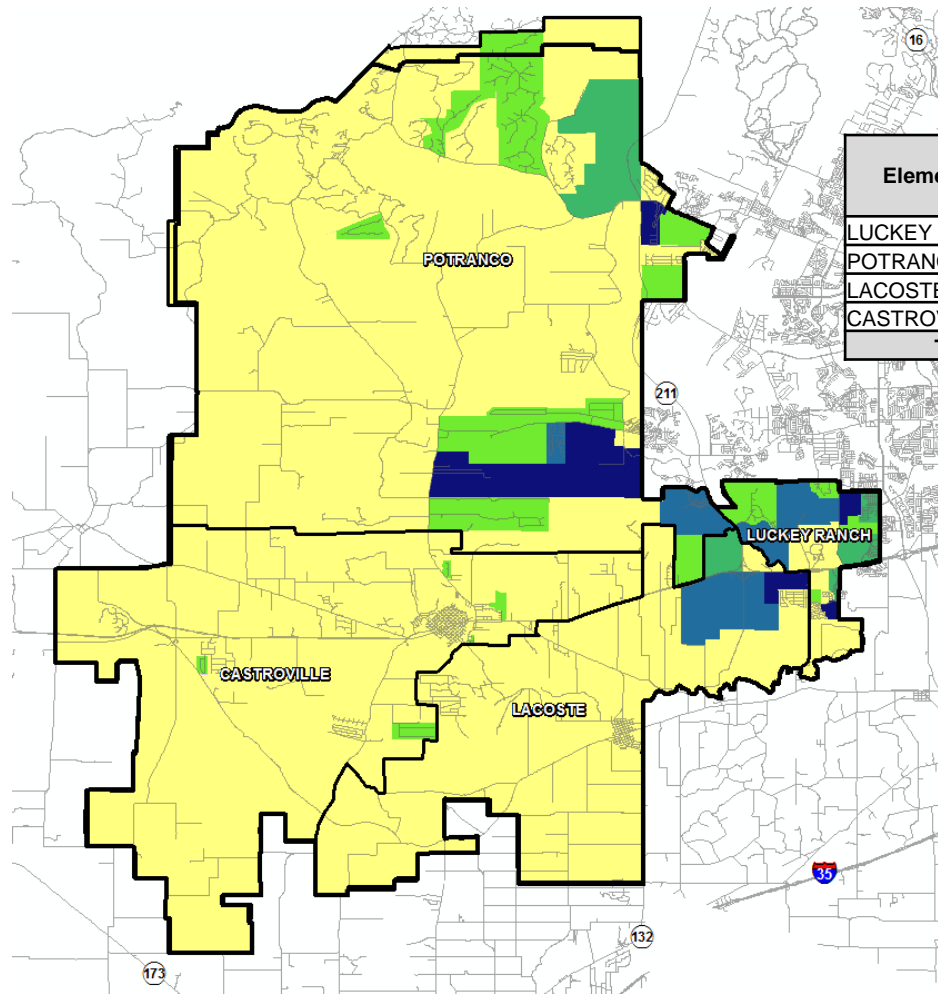 16
Eleme
LUCKEY
POTRANC
LACOSTE
CASTROV
POTRANCO
211
LUCKEY RANCH
CASTROVILLE
LACOSTE
35
132
173